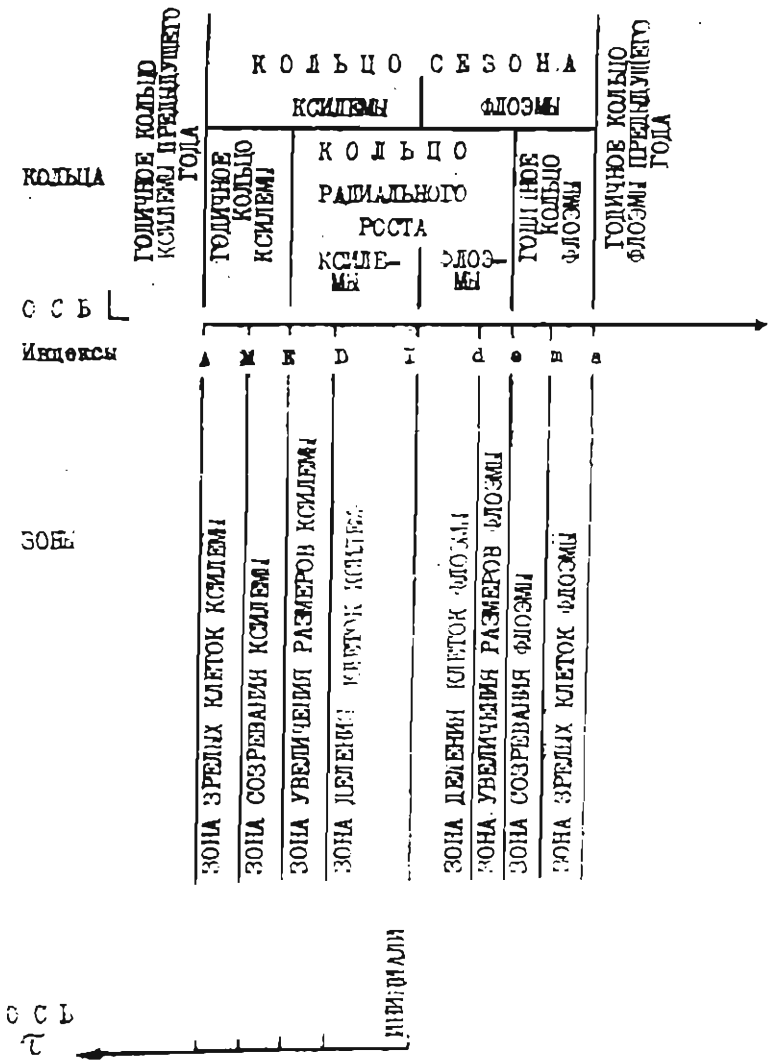 КОЛЬЦО СЕЗОНА
КСИЛЕМЫ
ФЛОЭМЫ
ГОДИЧНОЕ КОЛЬЦО
КСИЛЕМЫ ПРЕДЫДУЩЕГО
ГОДА
КОЛЬЦА
ГОДИЧНОЕ
КОЛЬЦО
КСИЛЕМЫ
КОЛЬЦО
РАДИАЛЬНОГО
РОСТА
КСИЛЕ-
МЫ
ФЛОЭ-
МЫ
ГОДИЧНОЕ
КОЛЬЦО
ФЛОЭМЫ
ГОДИЧНОЕ КОЛЬЦО
ФЛОЭМЫ ПРЕДЫДУЩЕГО
ГОДА
ОСЬ L
Индексы
A M E D I d e m a
ЗОНЫ
ЗОНА ЗРЕЛЫХ КЛЕТОК КСИЛЕМЫ
ЗОНА СОЗРЕВАНИЯ КСИЛЕМЫ
ЗОНА УВЕЛИЧЕНИЯ РАЗМЕРОВ КСИЛЕМЫ
ЗОНА ДЕЛЕНИЯ КЛЕТОК КСИЛЕМЫ
ЗОНА ДЕЛЕНИЯ КЛЕТОК ФЛОЭМЫ
ЗОНА УВЕЛИЧЕНИЯ РАЗМЕРОВ ФЛОЭМЫ
ЗОНА СОЗРЕВАНИЯ ФЛОЭМЫ
ЗОНА ЗРЕЛЫХ КЛЕТОК ФЛОЭМЫ
ИНИЦИАЛИ
ОСЬ
τ